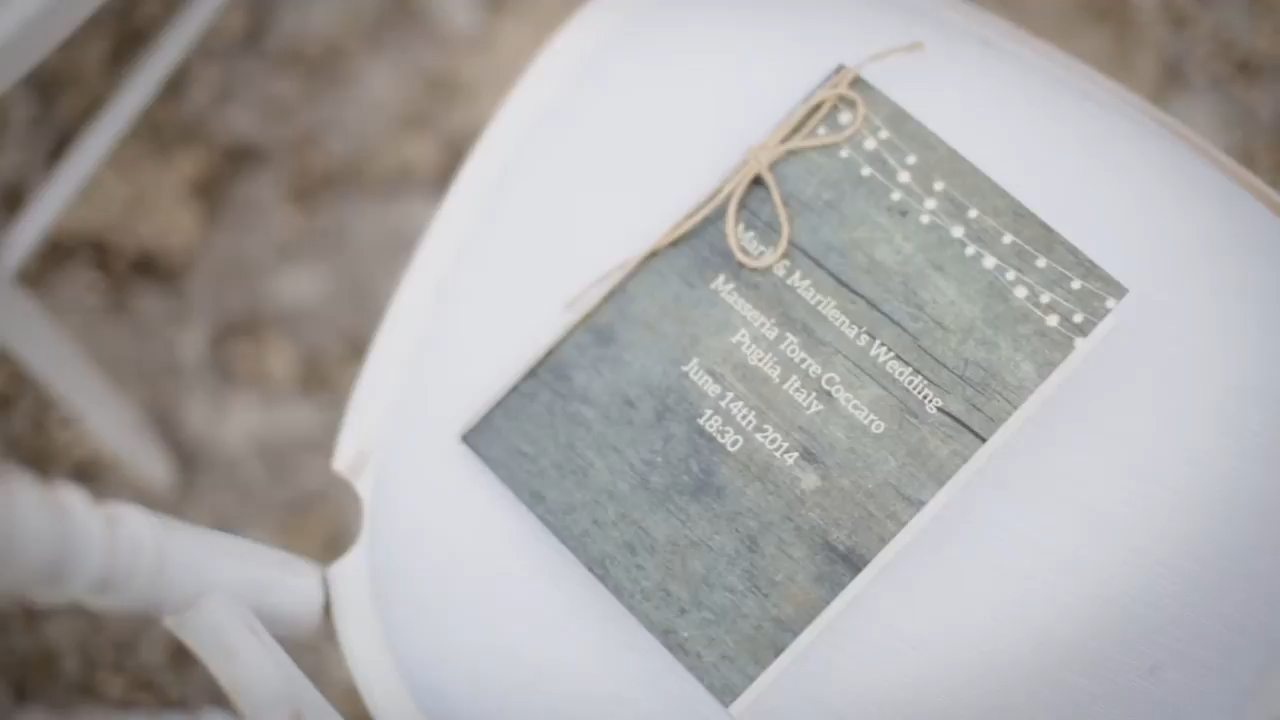 & Marilena's Wedding
Masseria Torre Coccaro
Puglia, Italy
June 14th 2014
18:30